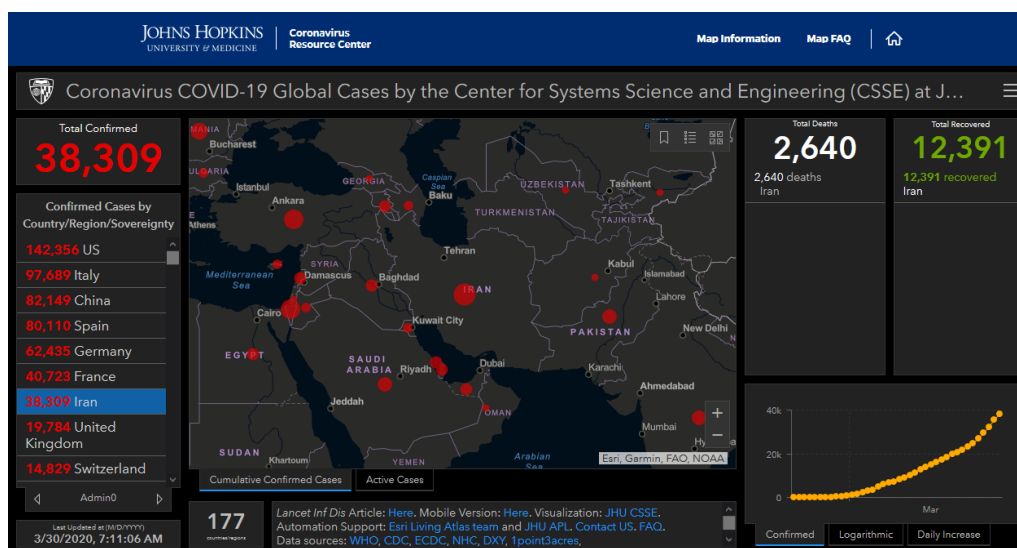 JOHNS HOPKINS
UNIVERSITY & MEDICINE
Coronavirus
Resource Center
Map Information
Map FAQ
Coronavirus COVID-19 Global Cases by the Center for Systems Science and Engineering (CSSE) at J...
Total Confirmed
38,309
Confirmed Cases by
Country/Region/Sovereignty
142,356 US
97,689 Italy
82,149 China
80,110 Spain
62,435 Germany
40,723 France
38,309 Iran
19,784 United
Kingdom
14,829 Switzerland
Admin0
Last Updated at (M/D/YYYY)
3/30/2020, 7:11:06 AM
MANIA
Bucharest
ULGARIA
Istanbul
GEORGIA
Caspian
Sea
Baku
UZBEKISTAN
Tashkent
Ankara
E
Athens
TURKMENISTAN
TAJIKISTAN
Tehran
SYRIA
Mediterranean
Sea
Damascus
Baghdad
Kabul
Islamabad
IRAN
Lahore
Cairo
Kuwait City
PAKISTAN
New Delhi
EGYPT
SAUDI
ARABIA
Riyadh
Dubai
Karachi
Ahmedabad
Jeddah
OMAN
Mumbai
SUDAN
Khartoum
YEMEN
Arabian
Sea
+
−
Esri, Garmin, FAO, NOAA
Cumulative Confirmed Cases
Active Cases
177
countries/regions
Lancet Inf Dis Article: Here. Mobile Version: Here. Visualization: JHU CSSE.
Automation Support: Esri Living Atlas team and JHU APL. Contact US. FAQ.
Data sources: WHO, CDC, ECDC, NHC, DXY, 1point3acres,
Total Deaths
2,640
2,640 deaths
Iran
Total Recovered
12,391
12,391 recovered
Iran
40k
20k
0
Mar
Confirmed
Logarithmic
Daily Increase